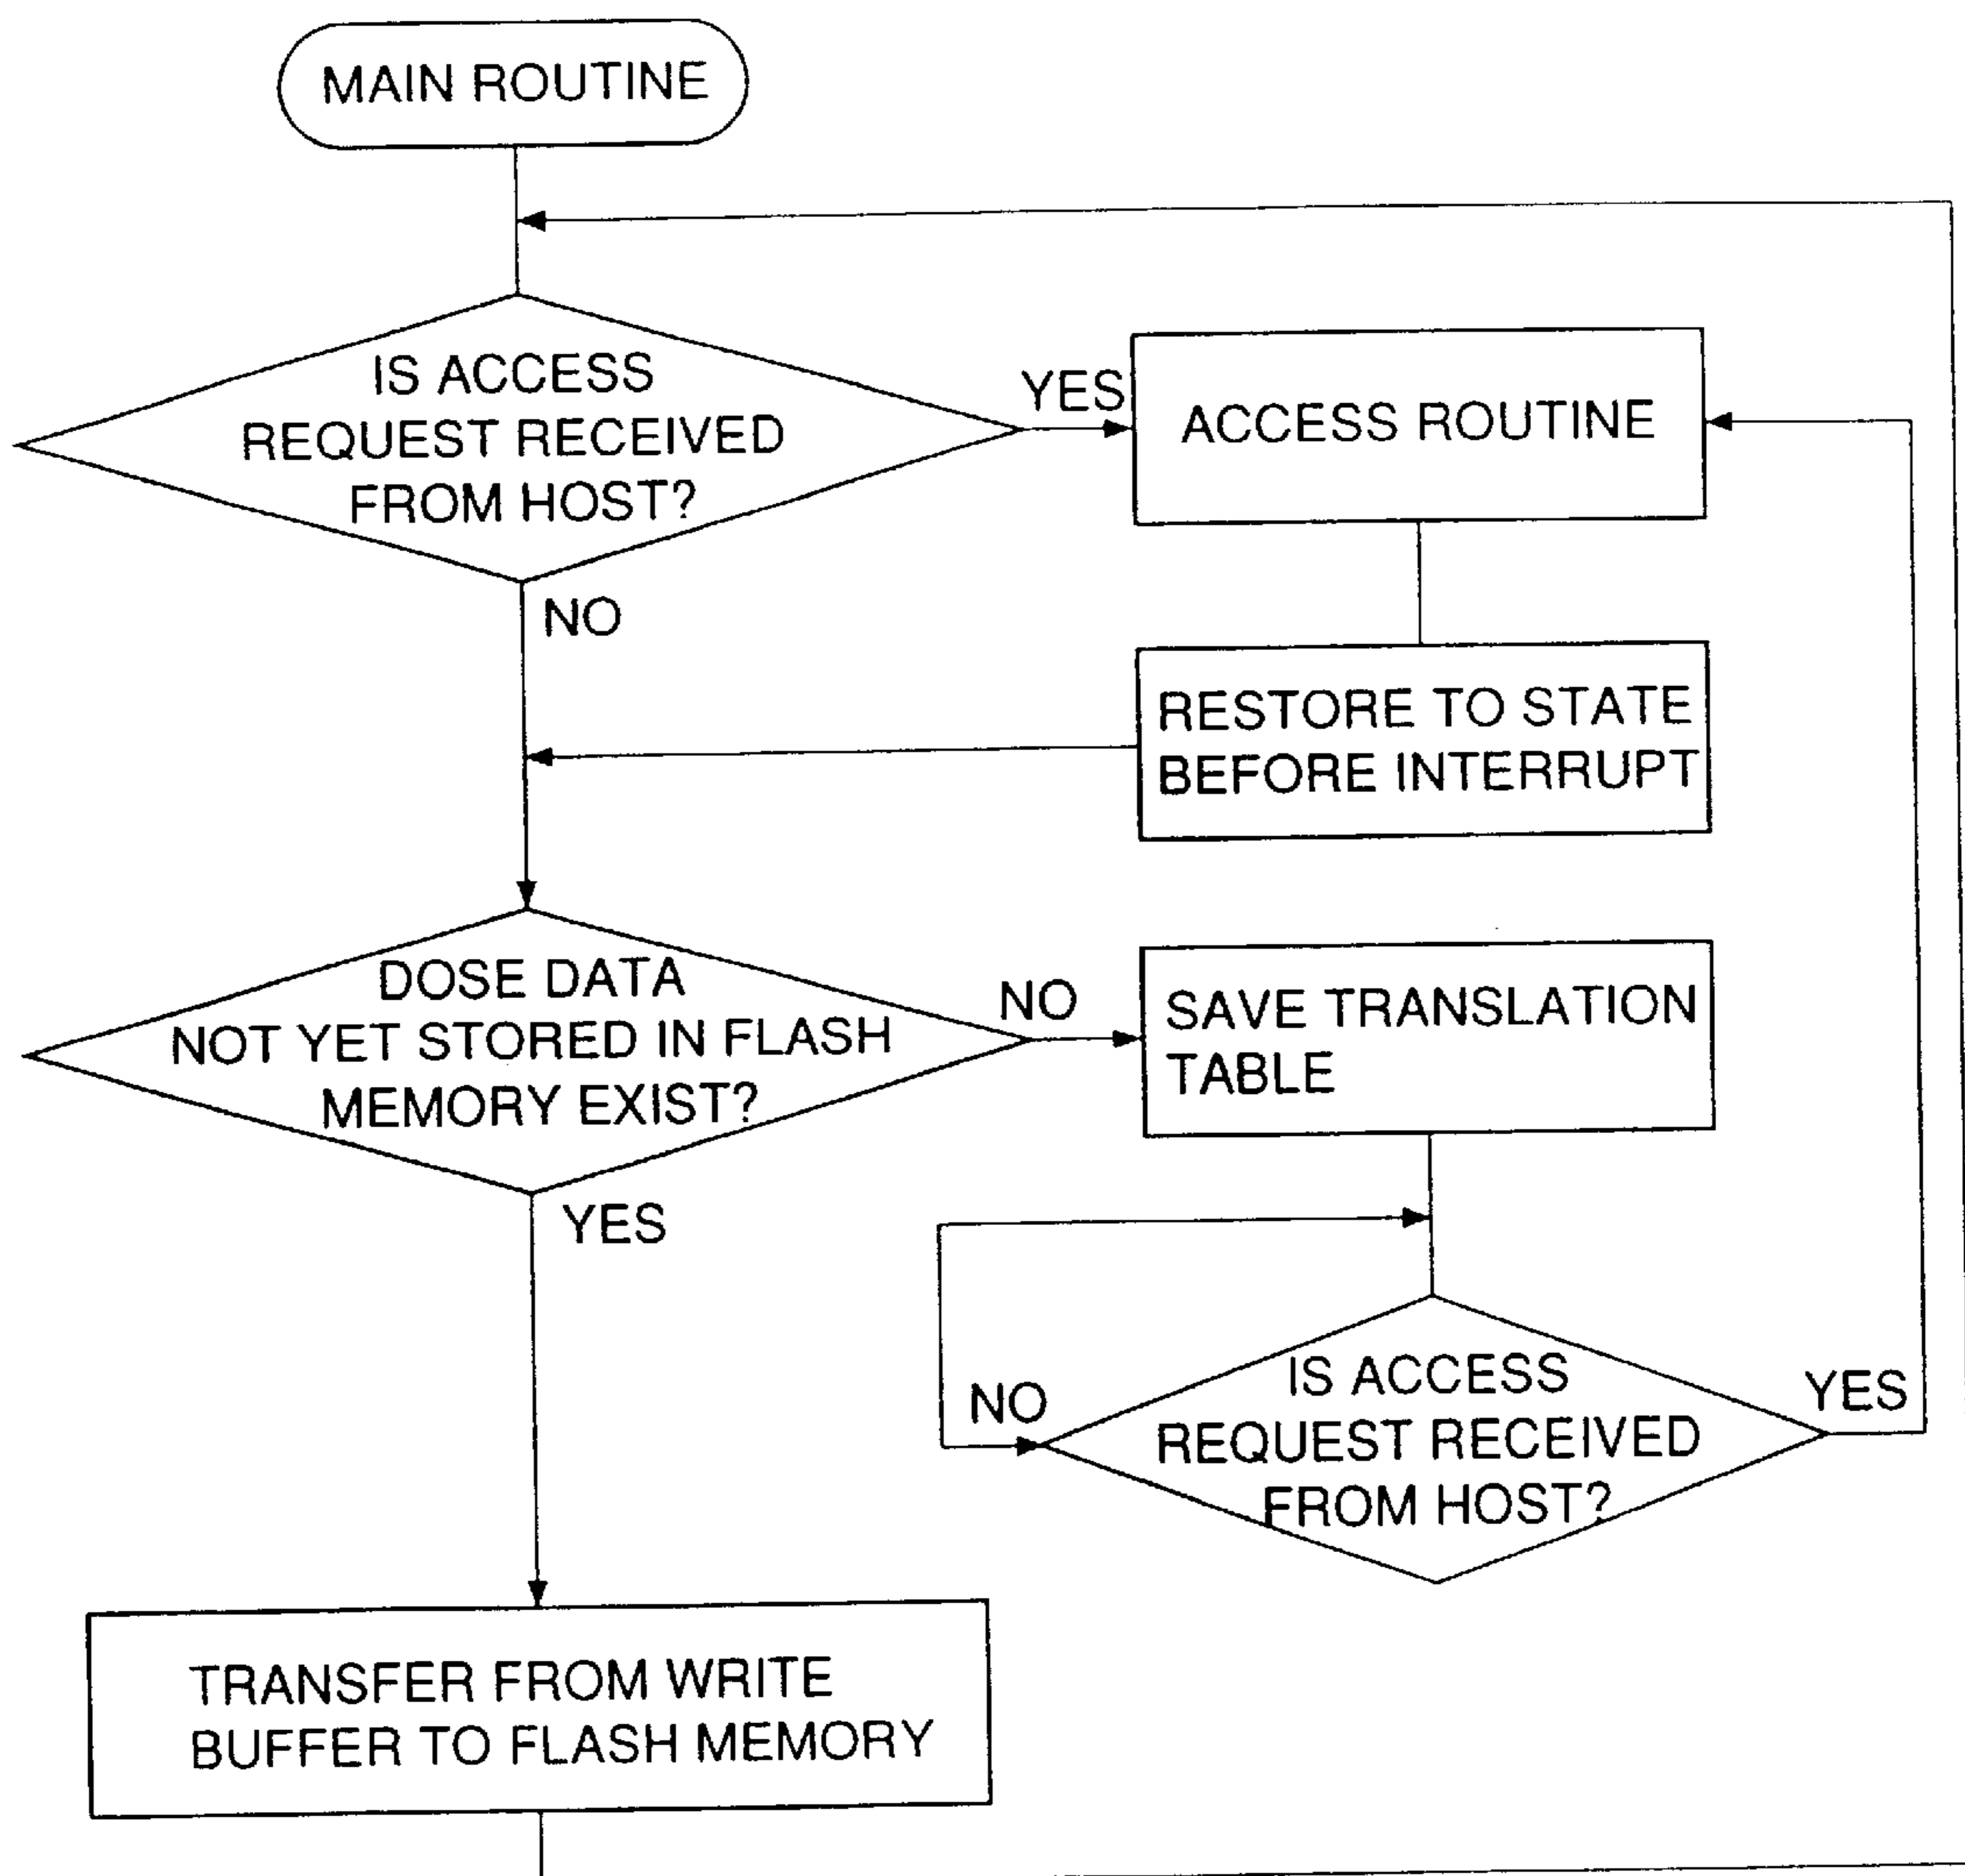 MAIN ROUTINE
IS ACCESS
REQUEST RECEIVED
FROM HOST?
YES
ACCESS ROUTINE
NO
RESTORE TO STATE
BEFORE INTERRUPT
DOSE DATA
NOT YET STORED IN FLASH
MEMORY EXIST?
NO
SAVE TRANSLATION
TABLE
YES
IS ACCESS
REQUEST RECEIVED
FROM HOST?
NO
YES
TRANSFER FROM WRITE
BUFFER TO FLASH MEMORY